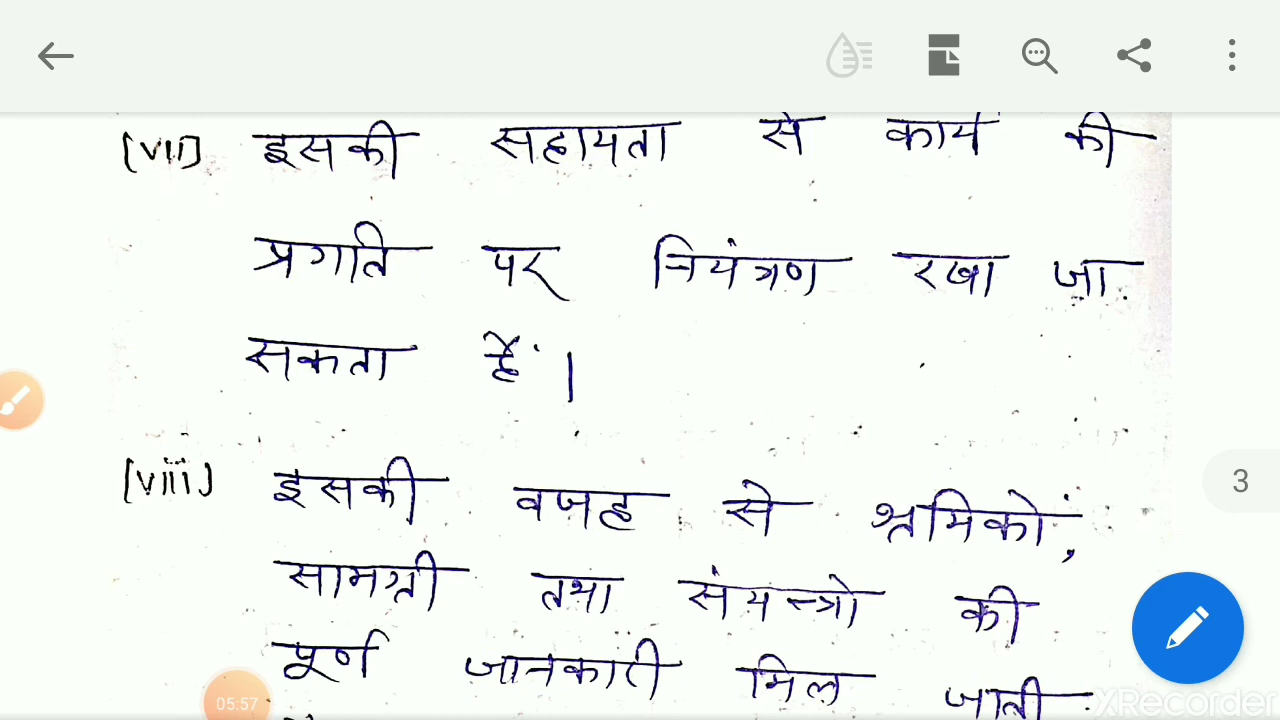 (vii) इसकी सहायता से कार्य की
प्रगति पर नियंत्रण रखा जा
सकता हैं।
3
(viii) इसकी वजह से श्रमिकों,
सामग्री तथा संयन्त्रो की
पूर्ण जानकारी मिल जाती
05:57
XRecorder